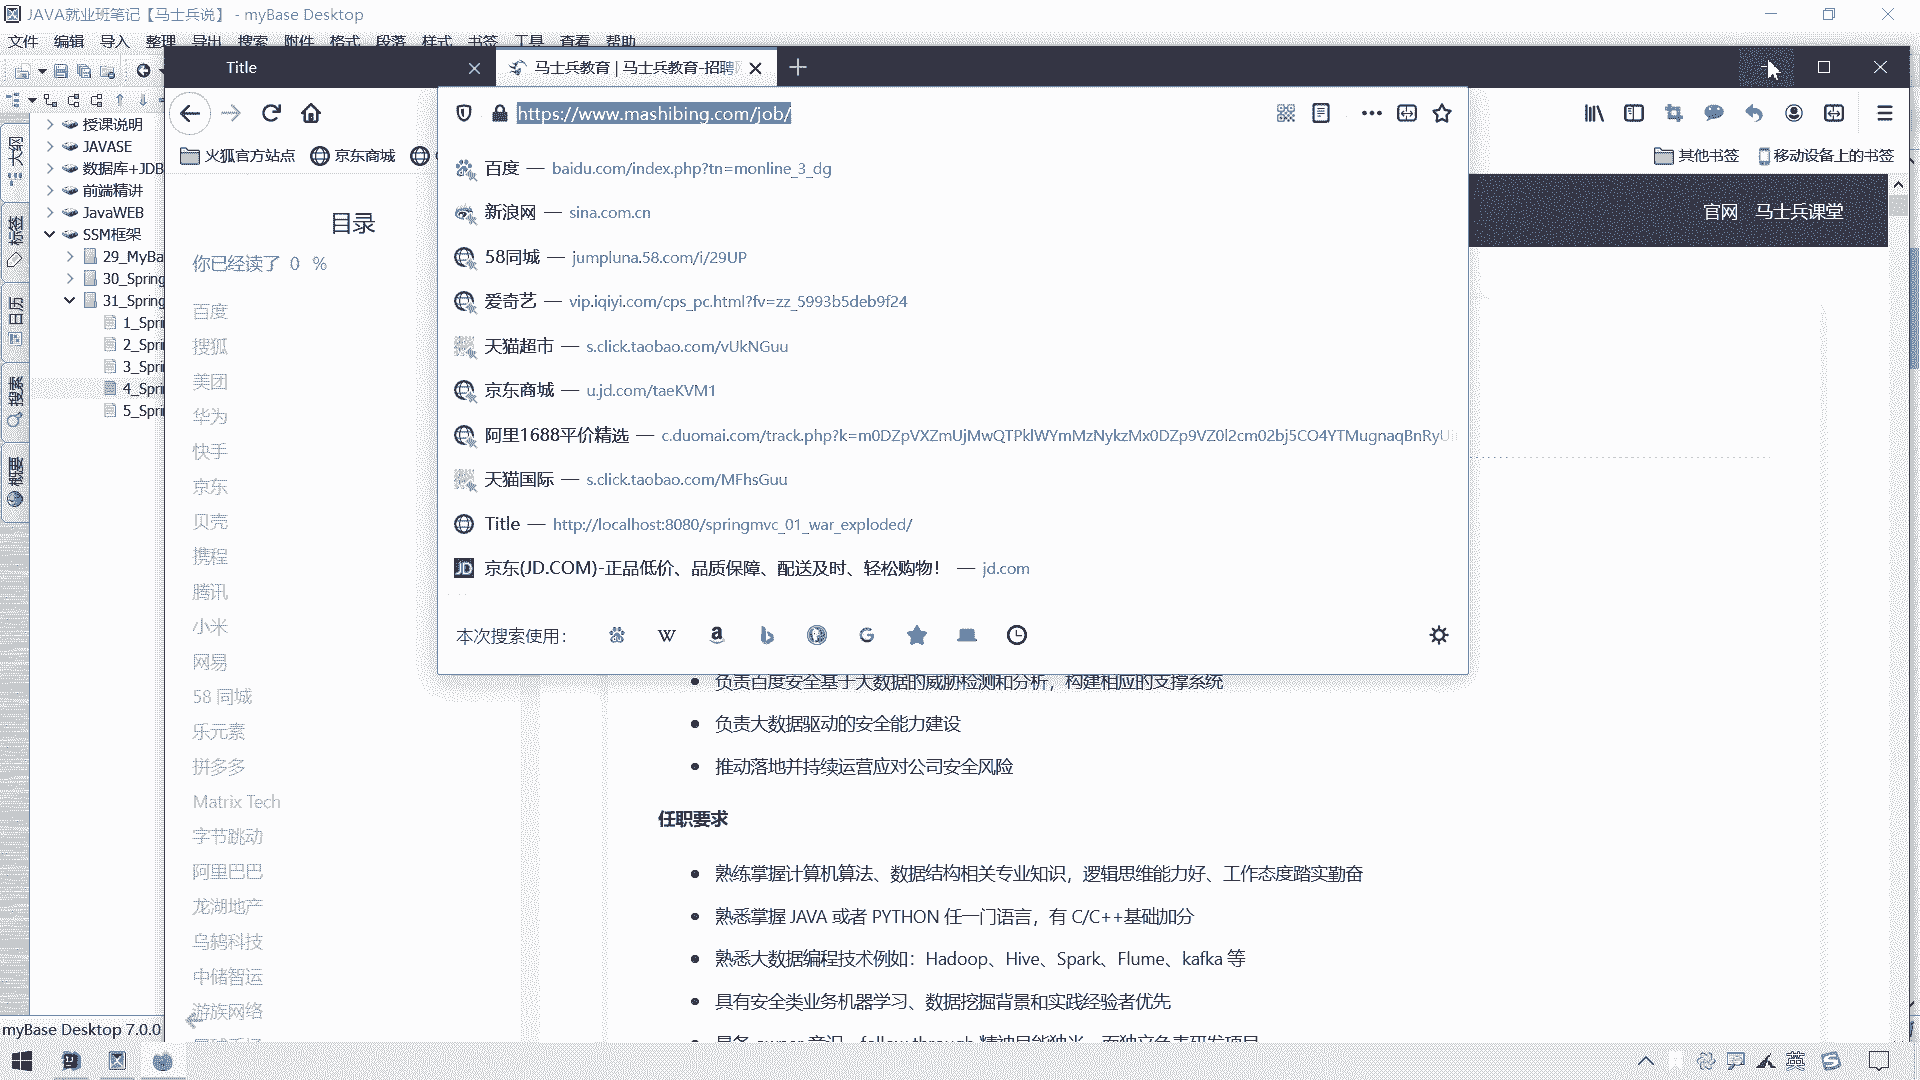 JAVA就业班笔记【马士兵说】 - myBase Desktop
文件 编辑 导入 整理 导出 搜索 附件 格式 段落 样式 书签 工具 查看 帮助
Title
马士兵教育 | 马士兵教育-招聘
https://www.mashibing.com/job/
火狐官方站点
京东商城
其他书签
移动设备上的书签
大纲
标签
日历
搜索
概要
授课说明
JAVASE
数据库+JDB
前端精讲
JavaWEB
SSM框架
29_MyBa
30_Spring
31_Spring
1_Spri
2_Spri
3_Spri
4_Spri
5_Spri
目录
你已经读了 0 %
百度
搜狐
美团
华为
快手
京东
贝壳
携程
腾讯
小米
网易
58 同城
乐元素
拼多多
Matrix Tech
字节跳动
阿里巴巴
龙湖地产
乌鸫科技
中储智运
游族网络
百度 — baidu.com/index.php?tn=monline_3_dg
新浪网 — sina.com.cn
58同城 — jumpluna.58.com/i/29UP
爱奇艺 — vip.iqiyi.com/cps_pc.html?fv=zz_5993b5deb9f24
天猫超市 — s.click.taobao.com/vUkNGuu
京东商城 — u.jd.com/taeKVM1
阿里1688平价精选 — c.duomai.com/track.php?k=m0DZpVXZmUjMwQTPklWYmMzNykzMx0DZp9VZ0l2cm02bj5CO4YTMugnaqBnRyU
天猫国际 — s.click.taobao.com/MFhsGuu
Title — http://localhost:8080/springmvc_01_war_exploded/
京东(JD.COM)-正品低价、品质保障、配送及时、轻松购物！ — jd.com
本次搜索使用：
官网 马士兵课堂
负责百度安全基于大数据的威胁检测和分析，构建相应的支撑系统
负责大数据驱动的安全能力建设
推动落地并持续运营应对公司安全风险
任职要求
熟练掌握计算机算法、数据结构相关专业知识，逻辑思维能力好、工作态度踏实勤奋
熟悉掌握 JAVA 或者 PYTHON 任一门语言，有 C/C++基础加分
熟悉大数据编程技术例如：Hadoop、Hive、Spark、Flume、kafka 等
具有安全类业务机器学习、数据挖掘背景和实践经验者优先
myBase Desktop 7.0.0
英